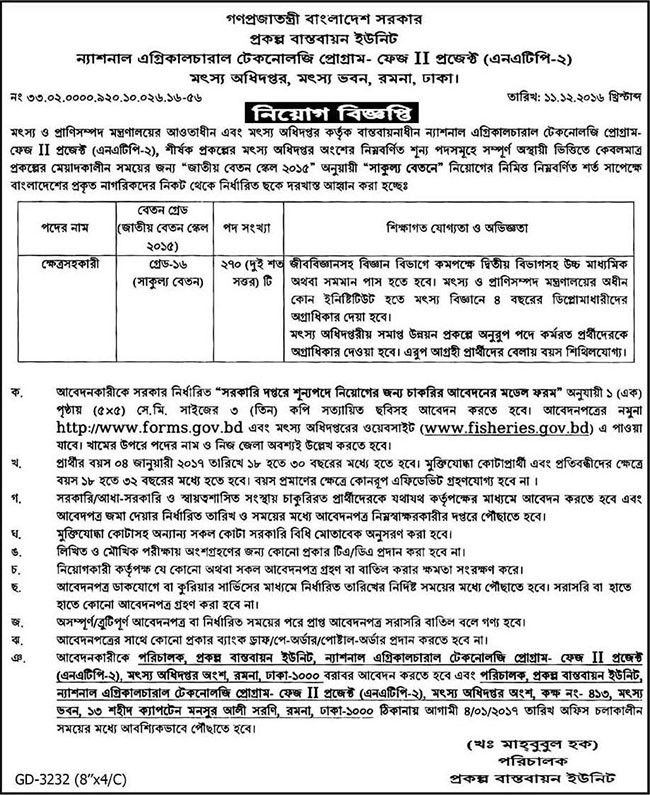 গণপ্রজাতন্ত্রী বাংলাদেশ সরকার
প্রকল্প বাস্তবায়ন ইউনিট
ন্যাশনাল এগ্রিকালচারাল টেকনোলজি প্রোগ্রাম- ফেজ II প্রজেক্ট (এনএটিপি-২)
মৎস্য অধিদপ্তর, মৎস্য ভবন, রমনা, ঢাকা।
নং ৩৩.০২.০০০০.৯২০.১০.০২৬.১৬-৫৬
তারিখ: ১১.১২.২০১৬ খ্রিস্টাব্দ
নিয়োগ বিজ্ঞপ্তি
মৎস্য ও প্রাণিসম্পদ মন্ত্রণালয়ের আওতাধীন এবং মৎস্য অধিদপ্তর কর্তৃক বাস্তবায়নাধীন ন্যাশনাল এগ্রিকালচারাল টেকনোলজি প্রোগ্রাম-
ফেজ II প্রজেক্ট (এনএটিপি-২), শীর্ষক প্রকল্পের মৎস্য অধিদপ্তর অংশের নিম্নবর্ণিত শূন্য পদসমূহে সম্পূর্ণ অস্থায়ী ভিত্তিতে কেবলমাত্র
প্রকল্পের মেয়াদকালীন সময়ের জন্য “জাতীয় বেতন স্কেল ২০১৫” অনুযায়ী “সাকুল্য বেতনে” নিয়োগের নিমিত্ত নিম্নবর্ণিত শর্ত সাপেক্ষে
বাংলাদেশের প্রকৃত নাগরিকদের নিকট থেকে নির্ধারিত ছকে দরখাস্ত আহ্বান করা হচ্ছেঃ
পদের নাম
বেতন গ্রেড
(জাতীয় বেতন স্কেল
২০১৫)
পদ সংখ্যা
শিক্ষাগত যোগ্যতা ও অভিজ্ঞতা
ক্ষেত্রসহকারী
গ্রেড-১৬
(সাকুল্য বেতন)
২৭০ (দুই শত
সত্তর) টি
জীববিজ্ঞানসহ বিজ্ঞান বিভাগে কমপক্ষে দ্বিতীয় বিভাগসহ উচ্চ মাধ্যমিক
অথবা সমমান পাস হতে হবে। মৎস্য ও প্রাণিসম্পদ মন্ত্রণালয়ের অধীন
কোন ইনিষ্টিটিউট হতে মৎস্য বিজ্ঞানে ৪ বছরের ডিপ্লোমাধারীদের
অগ্রাধিকার দেয়া হবে।
মৎস্য অধিদপ্তরীয় সমাপ্ত উন্নয়ন প্রকল্পে অনুরুপ পদে কর্মরত প্রার্থীদেরকে
অগ্রাধিকার দেওয়া হবে। এরুপ আগ্রহী প্রার্থীদের বেলায় বয়স শিথিলযোগ্য।
ক. আবেদনকারীকে সরকার নির্ধারিত “সরকারি দপ্তরে শূন্যপদে নিয়োগের জন্য চাকরির আবেদনের মডেল ফরম” অনুযায়ী ১ (এক)
পৃষ্ঠায় (৫×৫) সে.মি. সাইজের ৩ (তিন) কপি সত্যায়িত ছবিসহ আবেদন করতে হবে। আবেদনপত্রের নমুনা
http://www.forms.gov.bd এবং মৎস্য অধিদপ্তরের ওয়েবসাইট (www.fisheries.gov.bd) এ পাওয়া
যাবে। খামের উপরে পদের নাম ও নিজ জেলা অবশ্যই উল্লেখ করতে হবে।
খ. প্রার্থীর বয়স ০৪ জানুয়ারী ২০১৭ তারিখে ১৮ হতে ৩০ বছরের মধ্যে হতে হবে। মুক্তিযোদ্ধা কোটাপ্রার্থী এবং প্রতিবন্ধীদের ক্ষেত্রে
বয়স ১৮ হতে ৩২ বছরের মধ্যে হতে হবে। বয়স প্রমাণের ক্ষেত্রে কোনরূপ এফিডেভিট গ্রহণযোগ্য হবে না ।
গ. সরকারি/আধা-সরকারি ও স্বায়ত্বশাসিত সংস্থায় চাকুরিরত প্রার্থীদেরকে যথাযথ কর্তৃপক্ষের মাধ্যমে আবেদন করতে হবে এবং
আবেদপত্র জমা দেয়ার নির্ধারিত তারিখ ও সময়ের মধ্যে আবেদনপত্র নিম্নস্বাক্ষরকারীর দপ্তরে পৌঁছাতে হবে।
ঘ. মুক্তিযোদ্ধা কোটাসহ অন্যান্য সকল কোটা সরকারি বিধি মোতাবেক অনুসরণ করা হবে।
ঙ. লিখিত ও মৌখিক পরীক্ষায় অংশগ্রহণের জন্য কোনো প্রকার টিএ/ডিএ প্রদান করা হবে না।
চ. নিয়োগকারী কর্তৃপক্ষ যে কোনো অথবা সকল আবেদনপত্র গ্রহণ বা বাতিল করার ক্ষমতা সংরক্ষণ করে।
ছ. আবেদনপত্র ডাকযোগে বা কুরিয়ার সার্ভিসের মাধ্যমে নির্ধারিত তারিখের নির্দিষ্ট সময়ের মধ্যে পৌঁছাতে হবে। সরাসরি বা হাতে
হাতে কোনো আবেদনপত্র গ্রহণ করা হবে না।
জ. অসম্পূর্ণ/ত্রুটিপূর্ণ আবেদনপত্র বা নির্ধারিত সময়ের পরে প্রাপ্ত আবেদনপত্র সরাসরি বাতিল বলে গণ্য হবে।
ঝ. আবেদনপত্রের সাথে কোনো প্রকার ব্যাংক ড্রাফ/পে-অর্ডার/পোষ্টাল-অর্ডার প্রদান করতে হবে না।
ঞ. আবেদনকারীকে পরিচালক, প্রকল্প বাস্তবায়ন ইউনিট, ন্যাশনাল এগ্রিকালচারাল টেকনোলজি প্রোগ্রাম- ফেজ II প্রজেক্ট
(এনএটিপি-২), মৎস্য অধিদপ্তর অংশ, রমনা, ঢাকা-১০০০ বরাবর আবেদন করতে হবে এবং পরিচালক, প্রকল্প বাস্তবায়ন ইউনিট,
ন্যাশনাল এগ্রিকালচারাল টেকনোলজি প্রোগ্রাম- ফেজ II প্রজেক্ট (এনএটিপি-২), মৎস্য অধিদপ্তর অংশ, কক্ষ নং- ৪১৩, মৎস্য
ভবন, ১৩ শহীদ ক্যাপটেন মনসুর আলী সরণি, রমনা, ঢাকা-১০০০ ঠিকানায় আগামী ৪/০১/২০১৭ তারিখ অফিস চলাকালীন
সময়ের মধ্যে আবশ্যিকভাবে পৌঁছাতে হবে।
(খঃ মাহবুবুল হক)
পরিচালক
প্রকল্প বাস্তবায়ন ইউনিট
GD-3232 (8”x4/C)